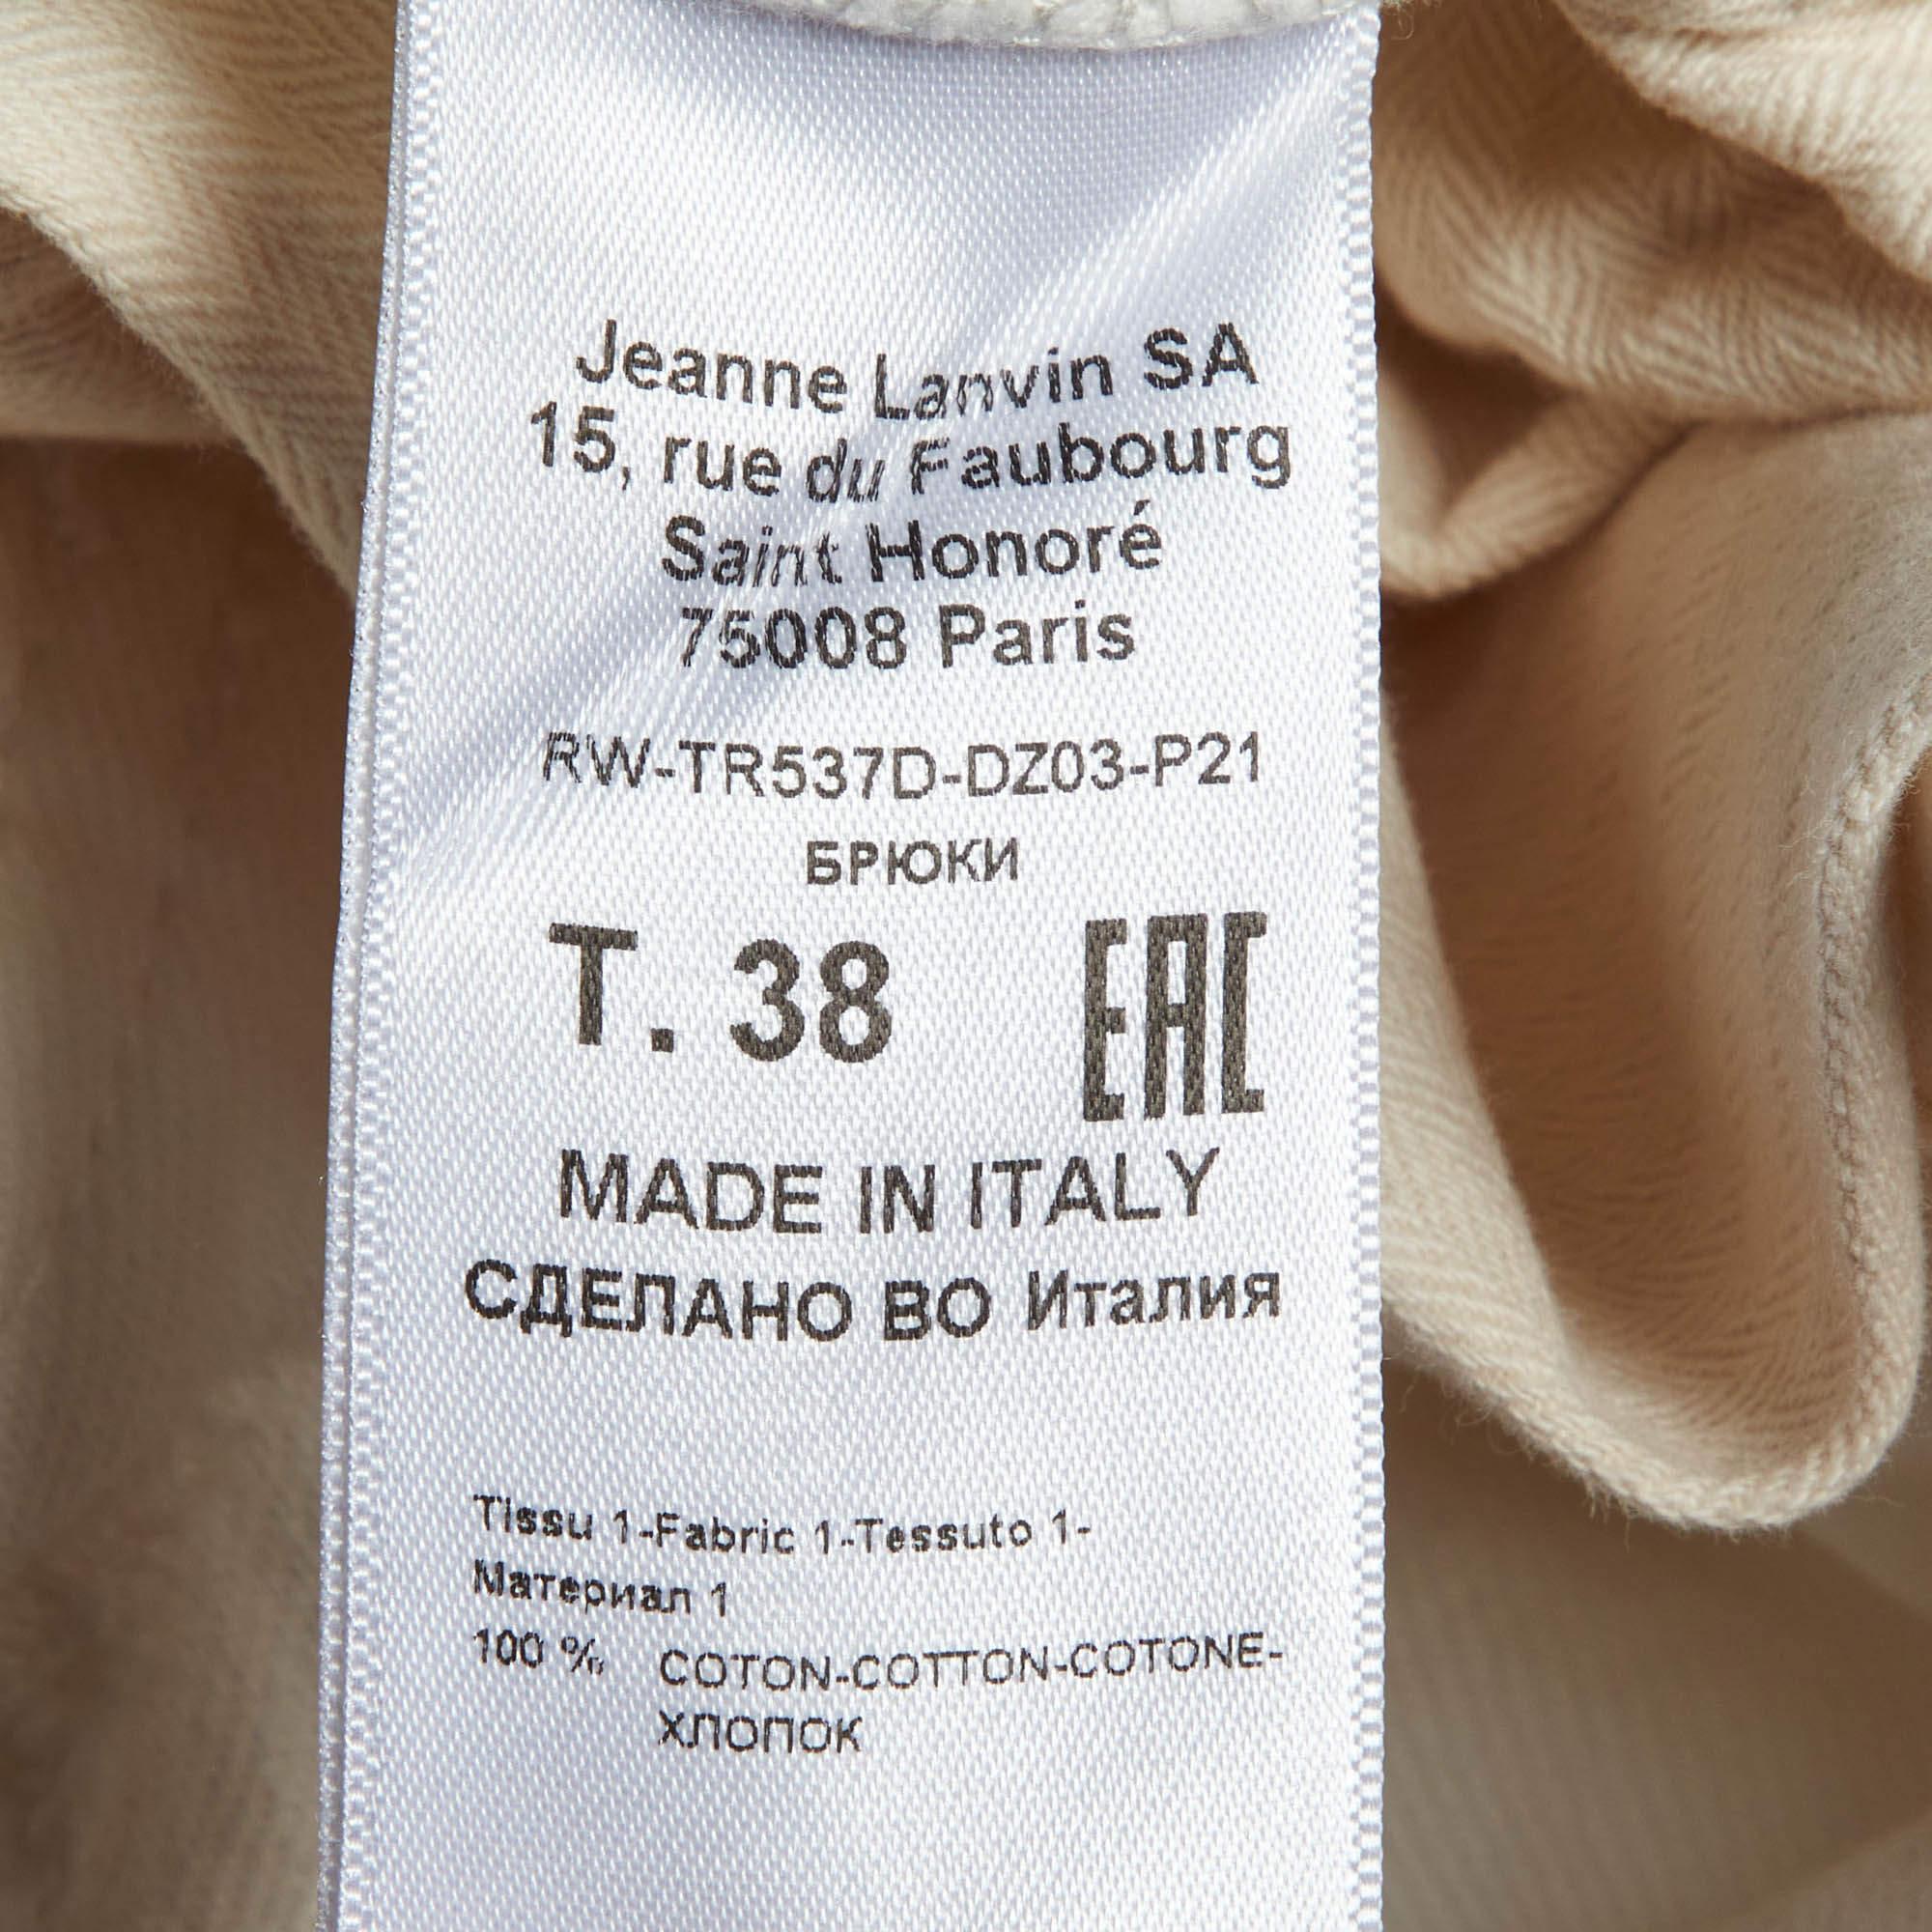 Jeanne Lanvin SA
15, rue du Faubourg
Saint Honoré
75008 Paris
RW-TR537D-DZ03-P21
БРЮКИ
T. 38 EAC
MADE IN ITALY
СДЕЛАНО ВО Италия
Tissu 1-Fabric 1-Tessuto 1-
Материал 1
100 % COTON-COTTON-COTONE-
ХЛОПОК